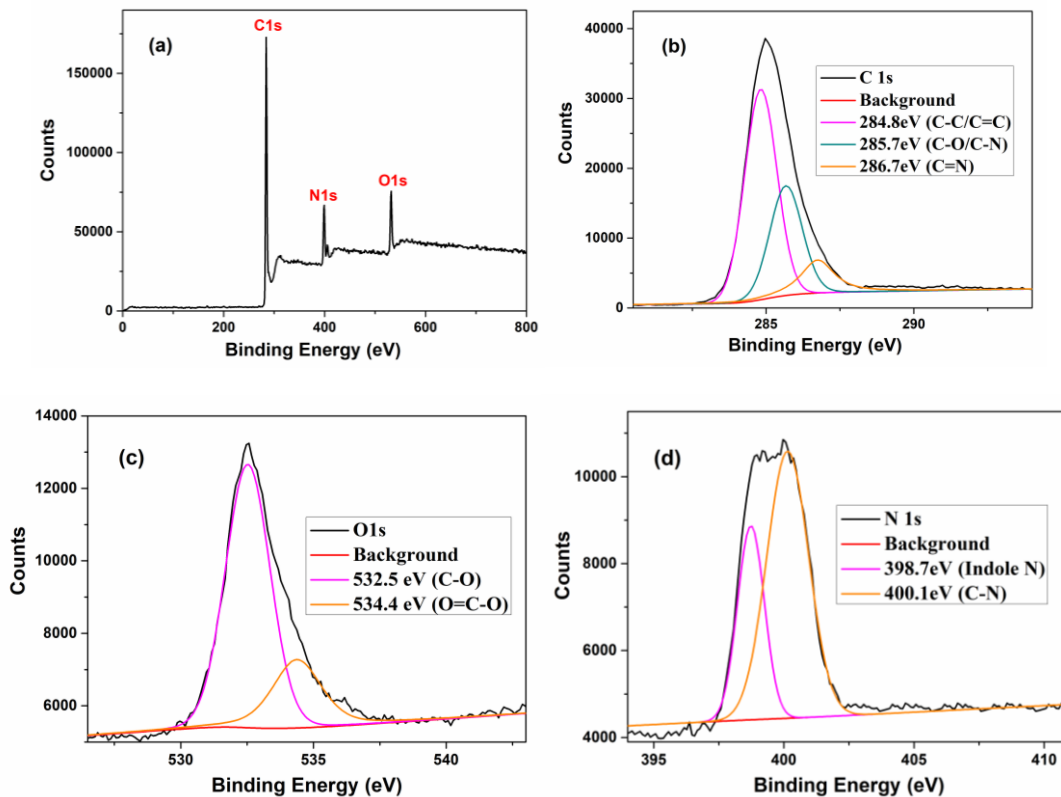 (a)
C1s
N1s
O1s
150000
100000
50000
0
Counts
0 200 400 600 800
Binding Energy (eV)
(b)
C 1s
Background
284.8eV (C-C/C=C)
285.7eV (C-O/C-N)
286.7eV (C=N)
40000
30000
20000
10000
0
Counts
285 290
Binding Energy (eV)
(c)
O1s
Background
532.5 eV (C-O)
534.4 eV (O=C-O)
14000
12000
10000
8000
6000
Counts
530 535 540
Binding Energy (eV)
(d)
N 1s
Background
398.7eV (Indole N)
400.1eV (C-N)
10000
8000
6000
4000
Counts
395 400 405 410
Binding Energy (eV)